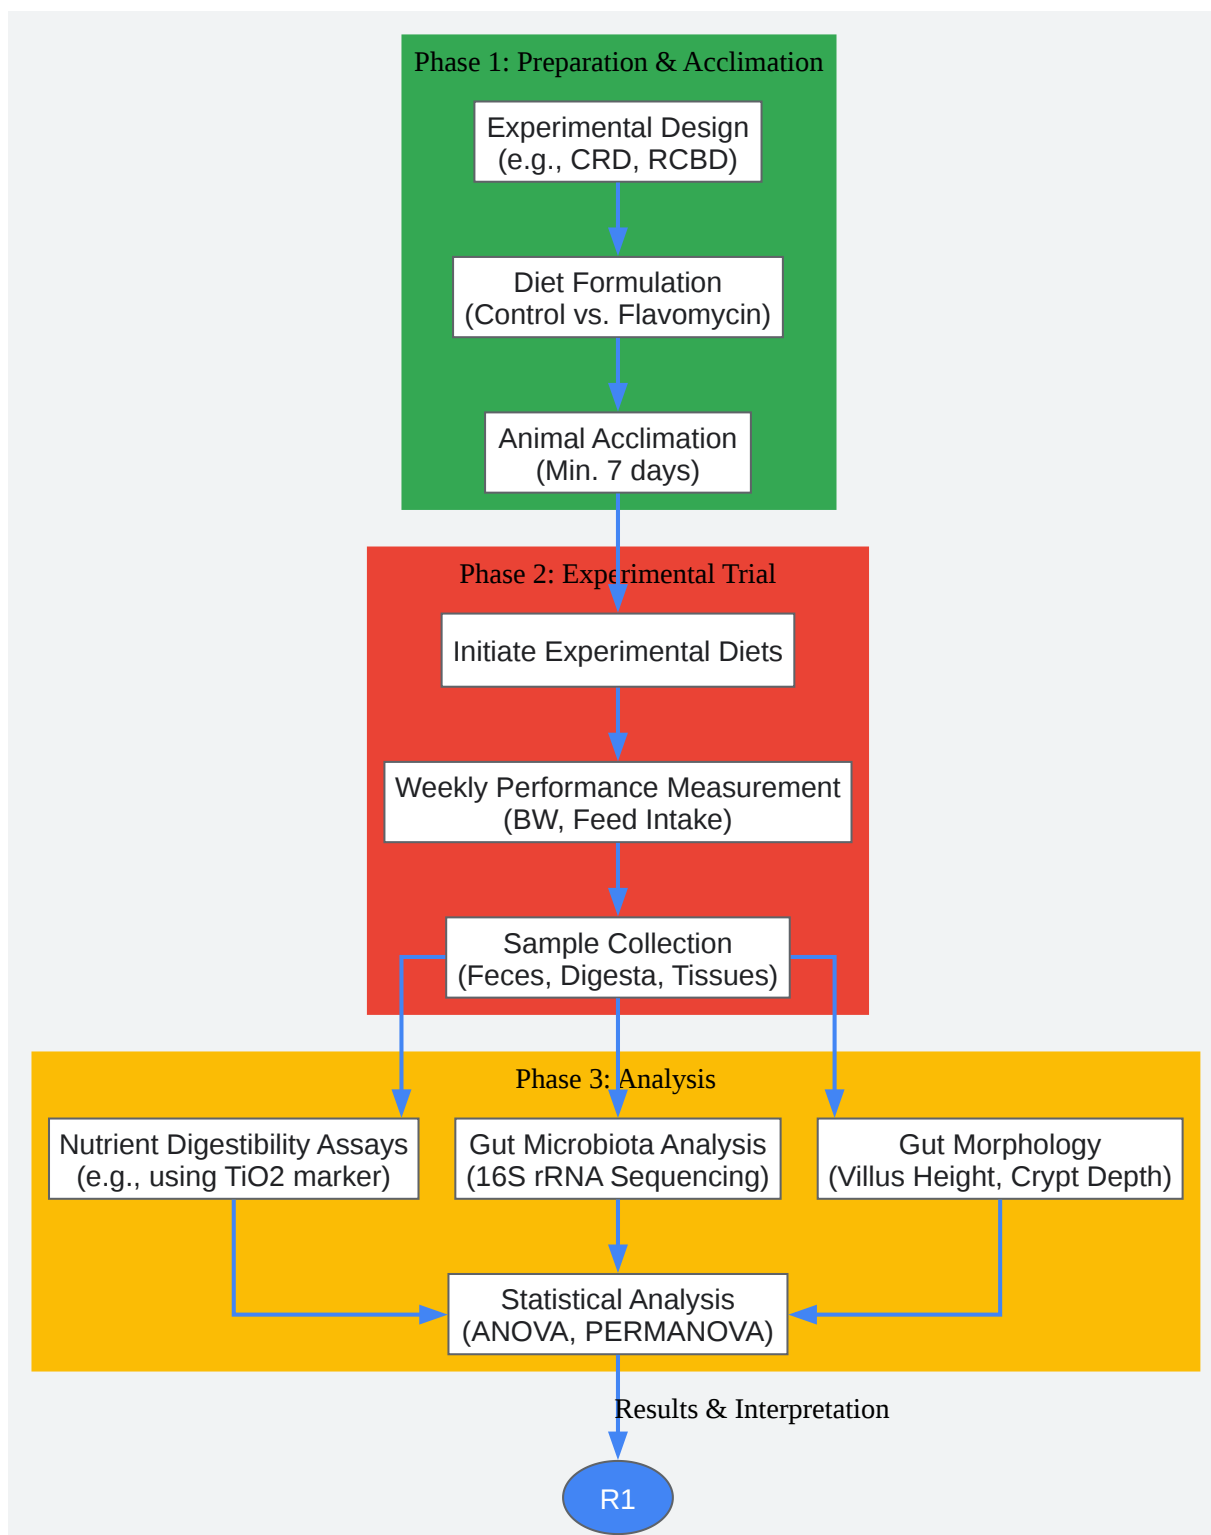 Phase 1: Preparation & Acclimation
Experimental Design
(e.g., CRD, RCBD)
Diet Formulation
(Control vs. Flavomycin)
Animal Acclimation
(Min. 7 days)
Phase 2: Experimental Trial
Initiate Experimental Diets
Weekly Performance Measurement
(BW, Feed Intake)
Sample Collection
(Feces, Digesta, Tissues)
Phase 3: Analysis
Nutrient Digestibility Assays
(e.g., using TiO2 marker)
Gut Microbiota Analysis
(16S rRNA Sequencing)
Gut Morphology
(Villus Height, Crypt Depth)
Statistical Analysis
(ANOVA, PERMANOVA)
Results & Interpretation
R1